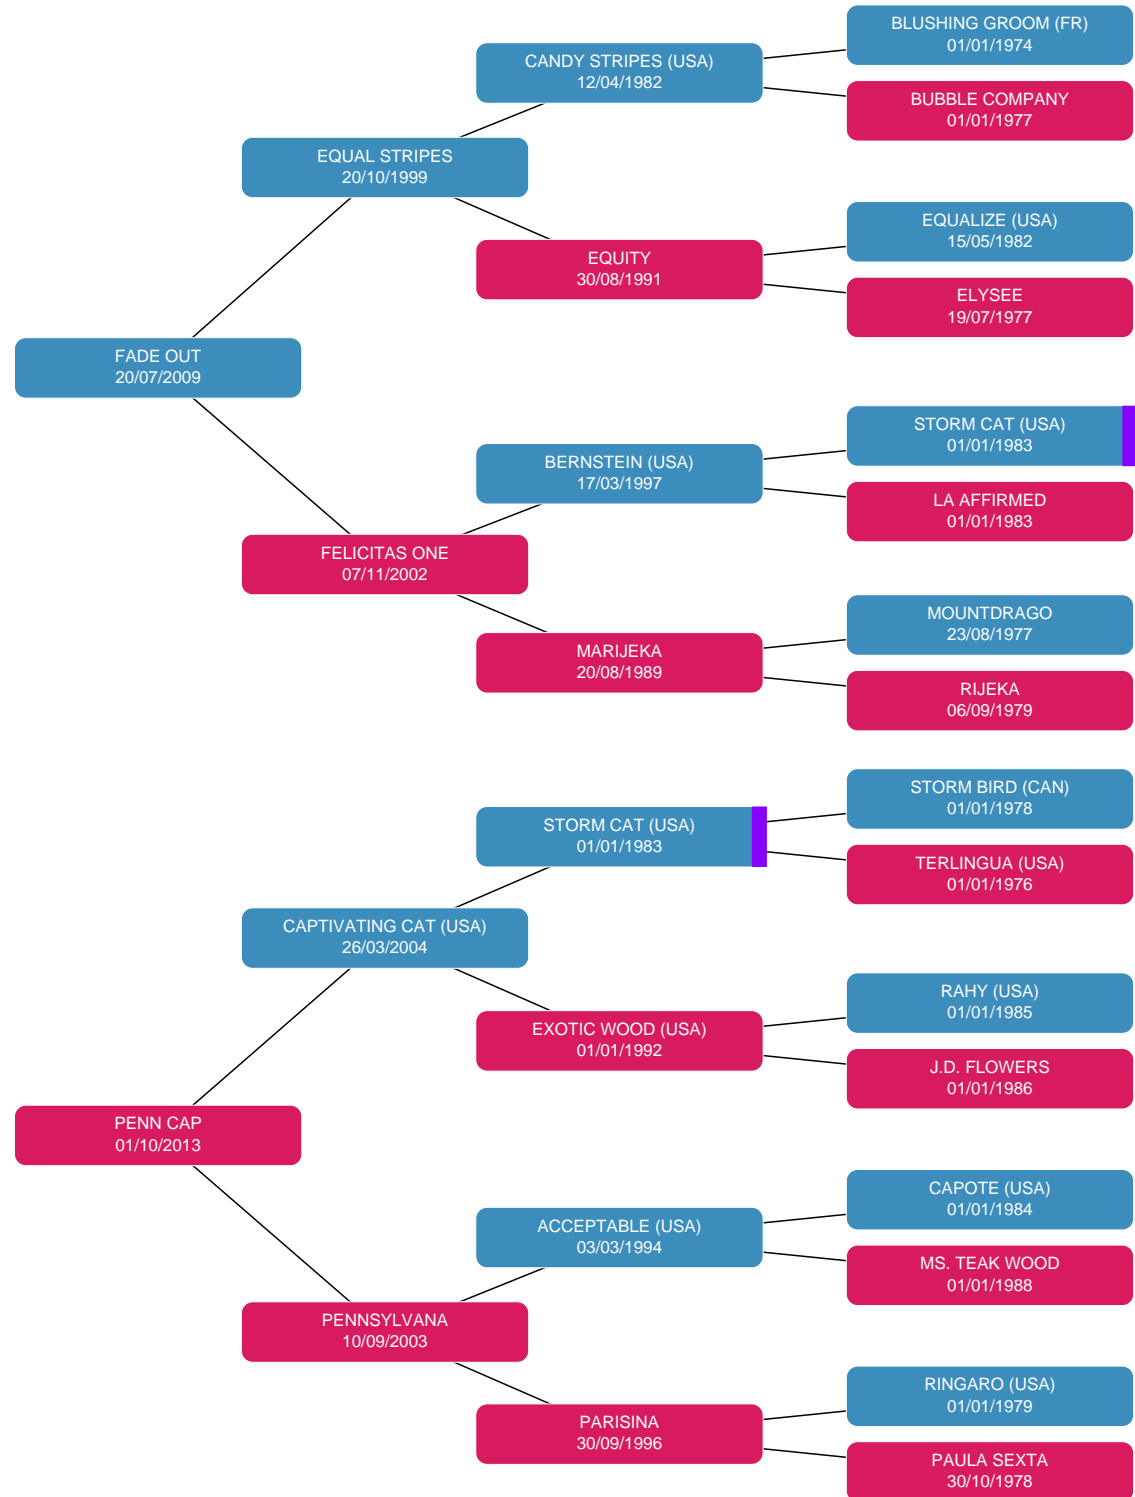 BLUSHING GROOM (FR)
01/01/1974
CANDY STRIPES (USA)
12/04/1982
BUBBLE COMPANY
01/01/1977
EQUAL STRIPES
20/10/1999
EQUALIZE (USA)
15/05/1982
EQUITY
30/08/1991
ELYSEE
19/07/1977
FADE OUT
20/07/2009
STORM CAT (USA)
01/01/1983
BERNSTEIN (USA)
17/03/1997
LA AFFIRMED
01/01/1983
FELICITAS ONE
07/11/2002
MOUNTDRAGO
23/08/1977
MARIJEKA
20/08/1989
RIJEKA
06/09/1979
STORM BIRD (CAN)
01/01/1978
STORM CAT (USA)
01/01/1983
TERLINGUA (USA)
01/01/1976
CAPTIVATING CAT (USA)
26/03/2004
RAHY (USA)
01/01/1985
EXOTIC WOOD (USA)
01/01/1992
J.D. FLOWERS
01/01/1986
PENN CAP
01/10/2013
CAPOTE (USA)
01/01/1984
ACCEPTABLE (USA)
03/03/1994
MS. TEAK WOOD
01/01/1988
PENNSYLVANA
10/09/2003
RINGARO (USA)
01/01/1979
PARISINA
30/09/1996
PAULA SEXTA
30/10/1978